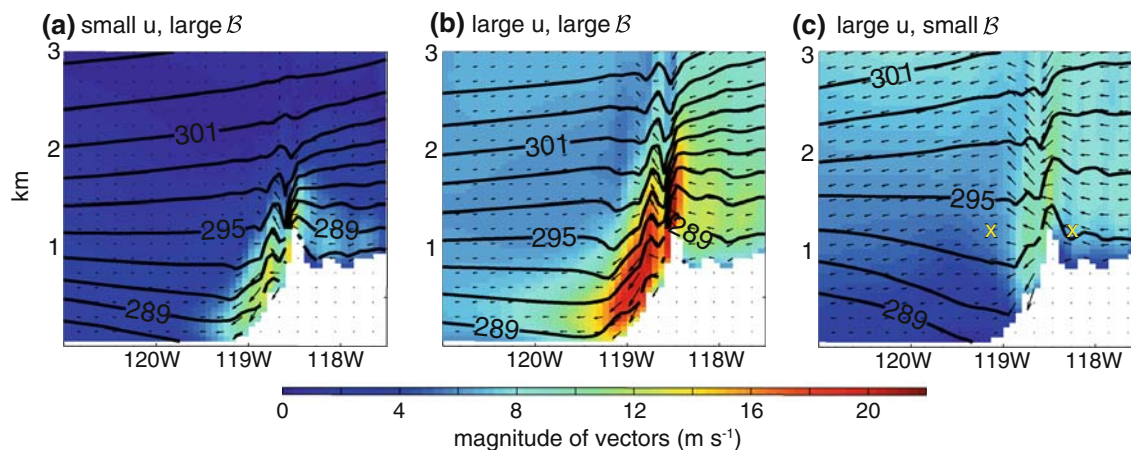 (a) small u, large ℬ
(b) large u, large ℬ
(c) large u, small ℬ
3
2
1
km
301
295
289
120W
119W
118W
3
2
1
301
295
289
289
120W
119W
118W
3
2
1
301
295
289
x
x
120W
119W
118W
289
0
4
8
12
16
20
magnitude of vectors (m s⁻¹)